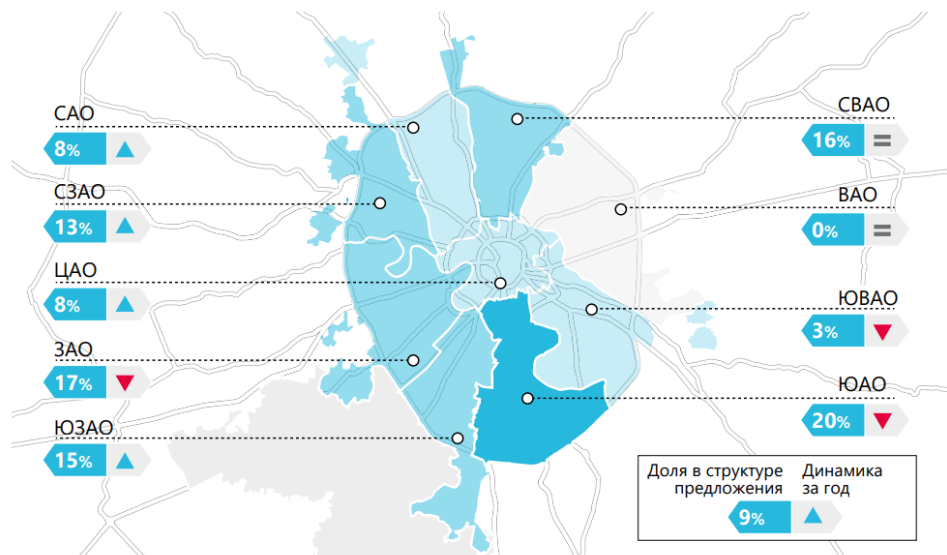 САО
8%
СЗАО
13%
ЦАО
8%
ЗАО
17%
ЮЗАО
15%
СВАО
16%
ВАО
0%
ЮВАО
3%
ЮАО
20%
Доля в структуре
предложения
9%
Динамика
за год